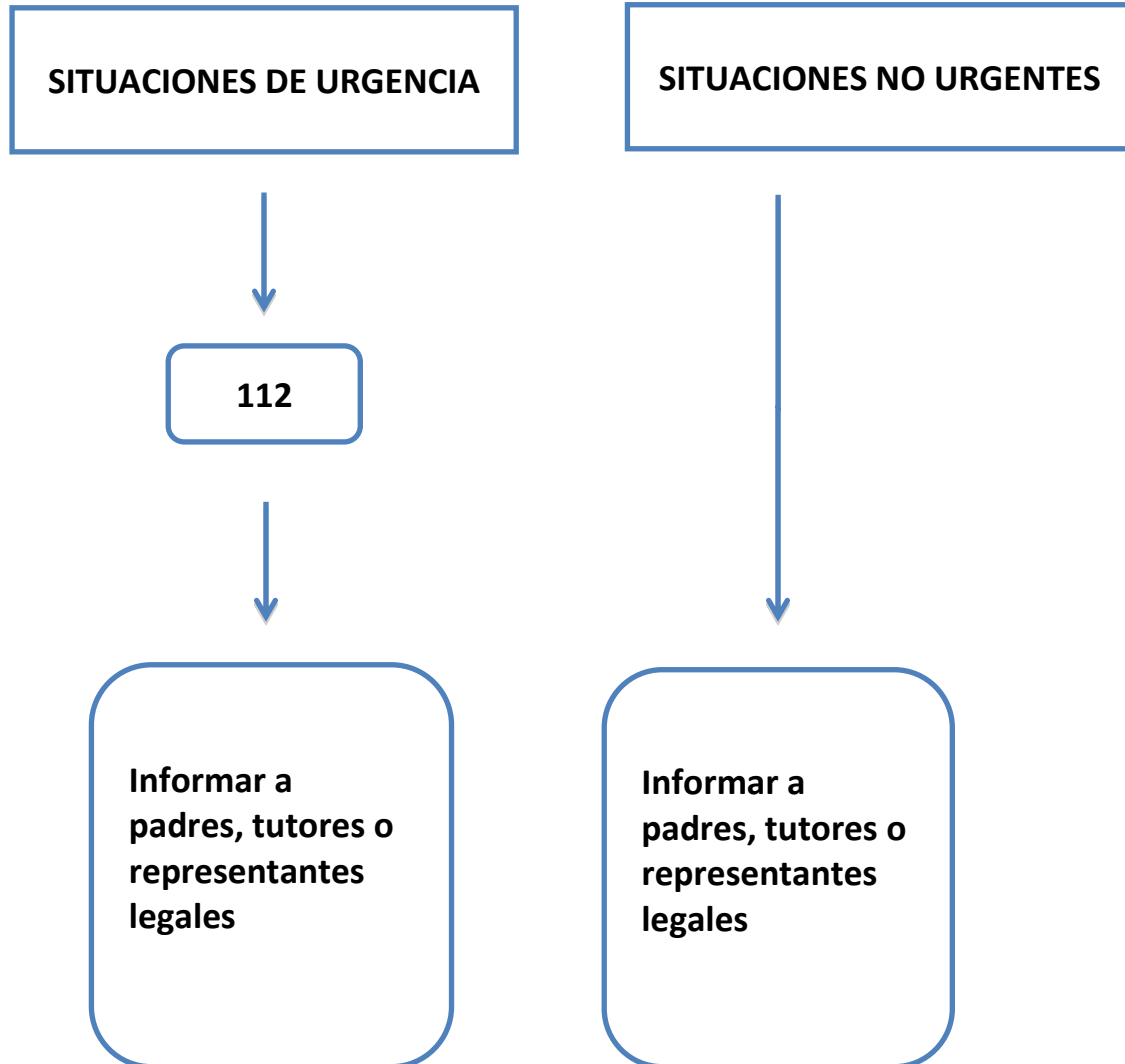 SITUACIONES DE URGENCIA
SITUACIONES NO URGENTES
112
Informar a
padres, tutores o
representantes
legales
Informar a
padres, tutores o
representantes
legales